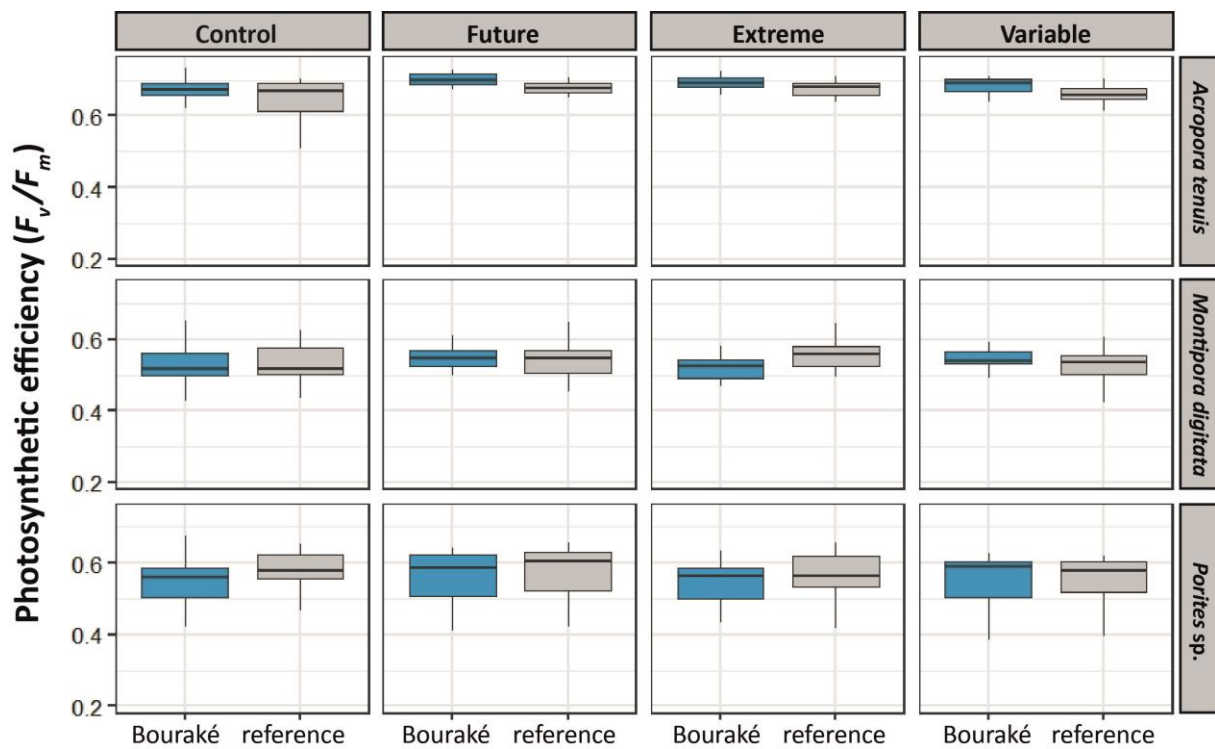 Control Future Extreme Variable
Photosynthetic efficiency (Fv/Fm)
0.6
0.4
0.2
Acropora tenuis
0.6
0.4
0.2
Montipora digitata
0.6
0.4
0.2
Porites sp.
Bouraké reference Bouraké reference Bouraké reference Bouraké reference